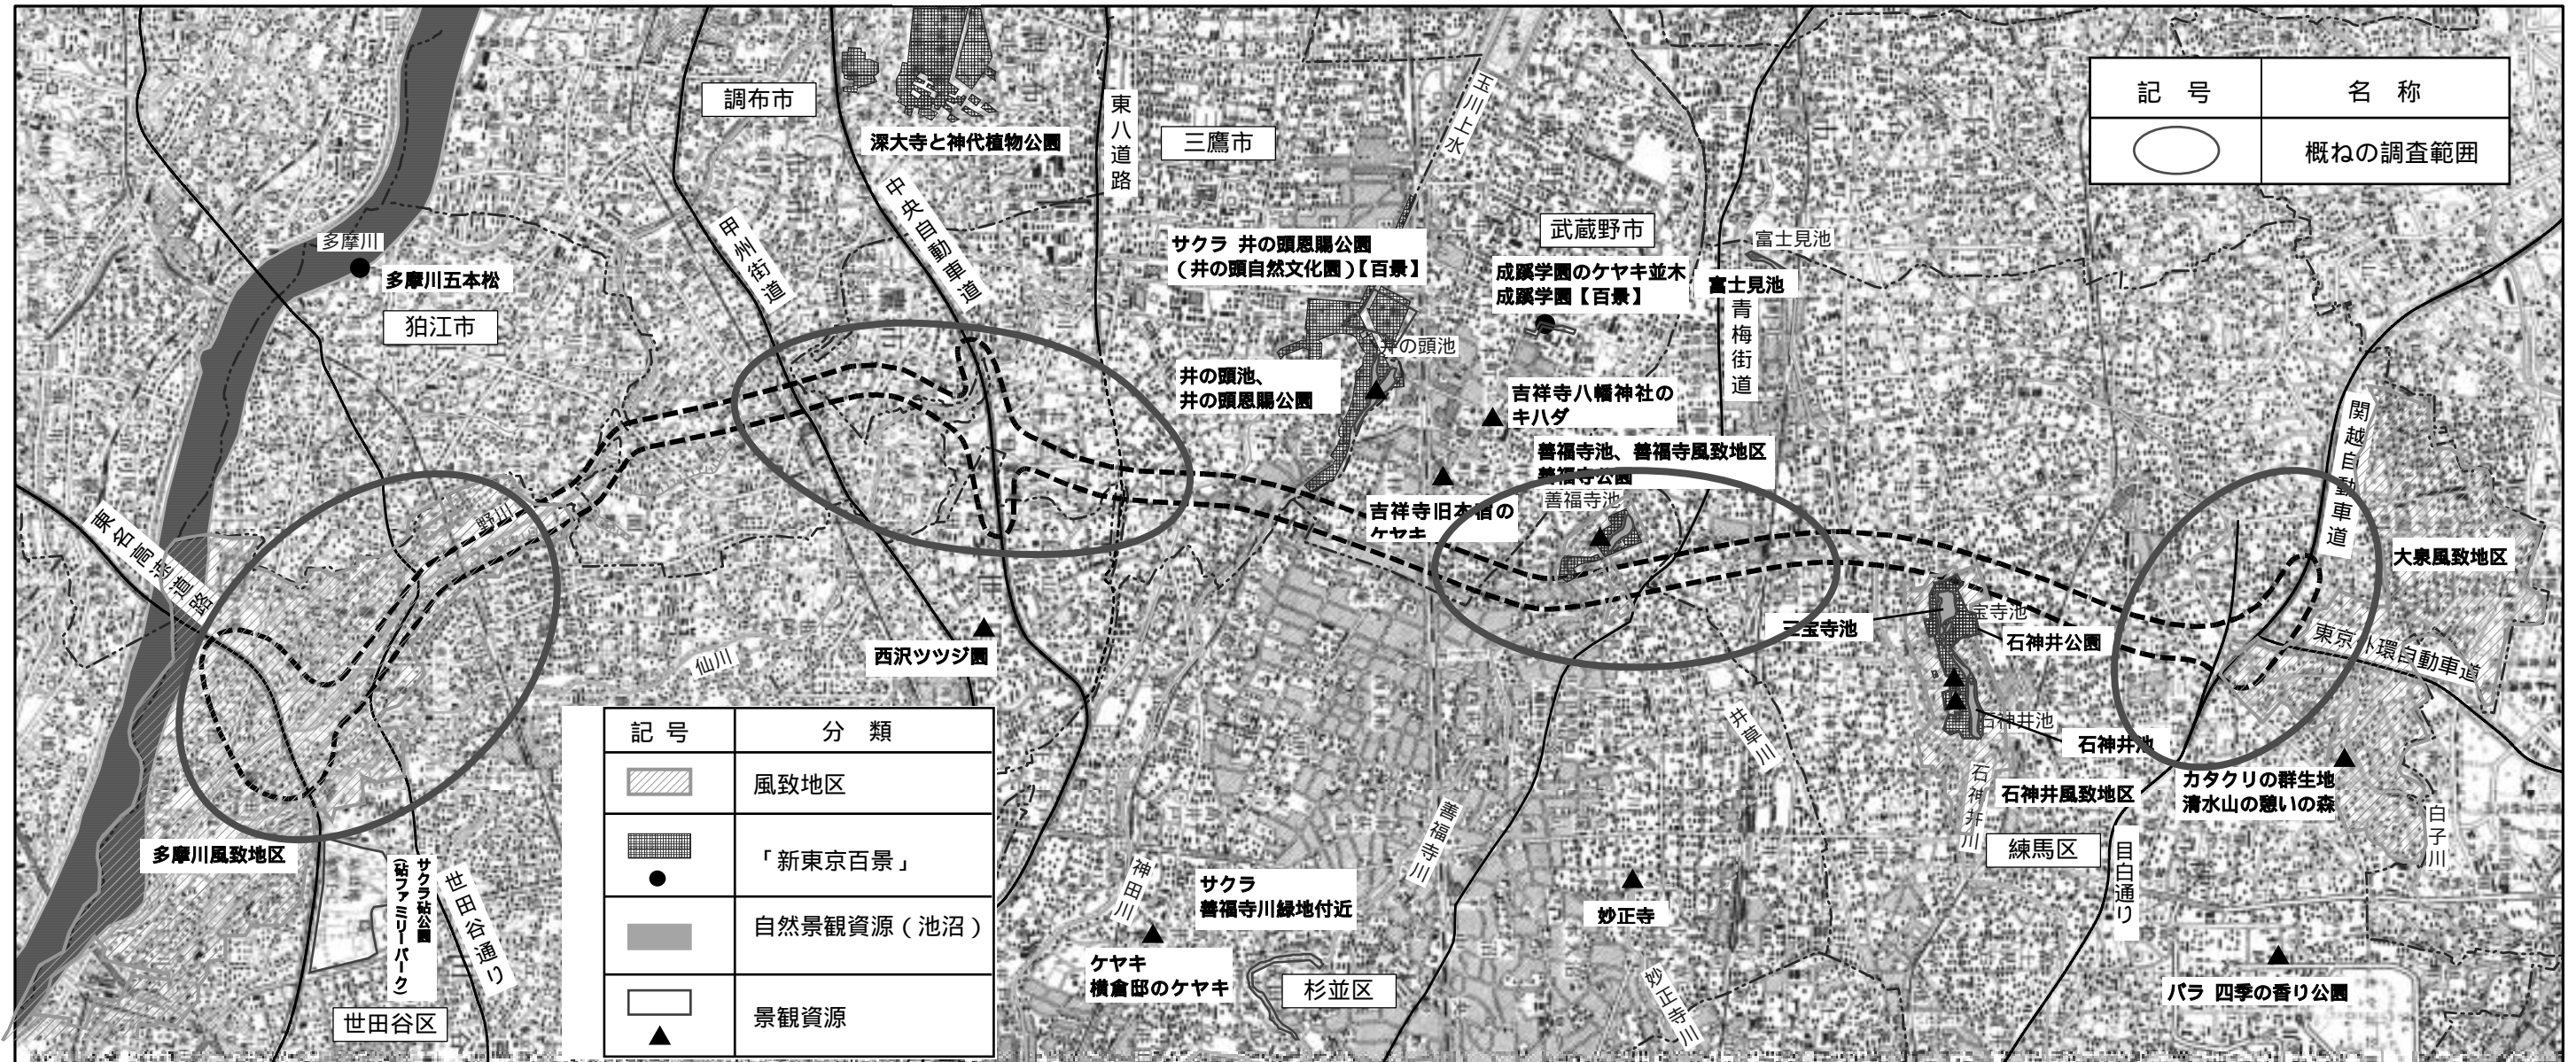 調布市
深大寺と神代植物公園
東八道路
三鷹市
玉川上水
記 号
名 称
概ねの調査範囲
中央自動車道
甲州街道
多摩川
多摩川五本松
狛江市
サクラ 井の頭恩賜公園
（井の頭自然文化園）【百景】
武蔵野市
成蹊学園のケヤキ並木
成蹊学園【百景】
富士見池
富士見池
青梅街道
井の頭池
井の頭池、
井の頭恩賜公園
吉祥寺八幡神社の
キハダ
善福寺池、善福寺風致地区
善福寺公園
善福寺池
吉祥寺旧本宿の
ケヤキ
関越自動車道
大泉風致地区
東名高速道路
野川
西沢ツツジ園
仙川
三宝寺池
宝寺池
石神井公園
東京外環自動車道
石神井池
石神井池
井草川
石神井川
石神井風致地区
カタクリの群生地
清水山の憩いの森
白子川
練馬区
目白通り
多摩川風致地区
サクラ砧公園
（砧ファミリーパーク）
世田谷通り
世田谷区
記 号
分 類
風致地区
「新東京百景」
自然景観資源（池沼）
景観資源
神田川
サクラ
善福寺川緑地付近
善福寺川
ケヤキ
横倉邸のケヤキ
杉並区
妙正寺
妙正寺川
バラ 四季の香り公園